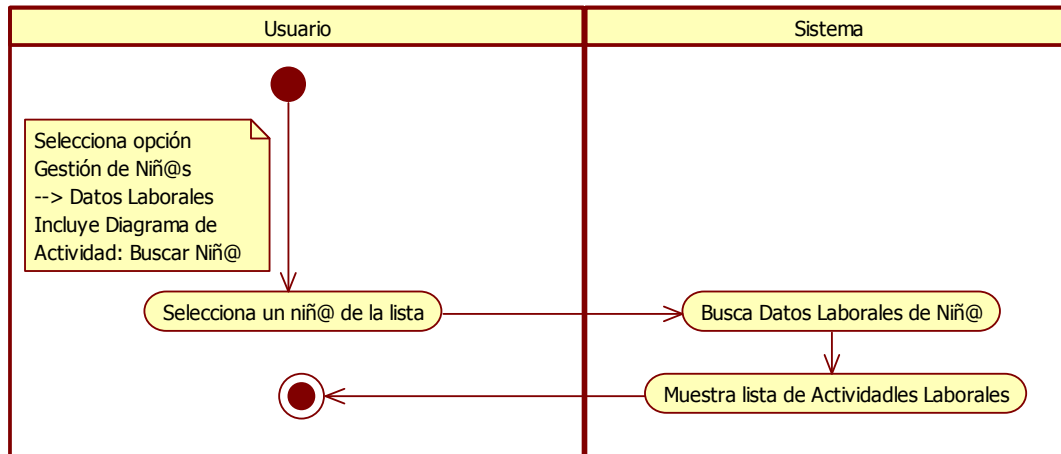 Usuario
Sistema
Selecciona opción
Gestión de Niñ@s
--> Datos Laborales
Incluye Diagrama de
Actividad: Buscar Niñ@
Selecciona un niñ@ de la lista
Busca Datos Laborales de Niñ@
Muestra lista de Actividadles Laborales